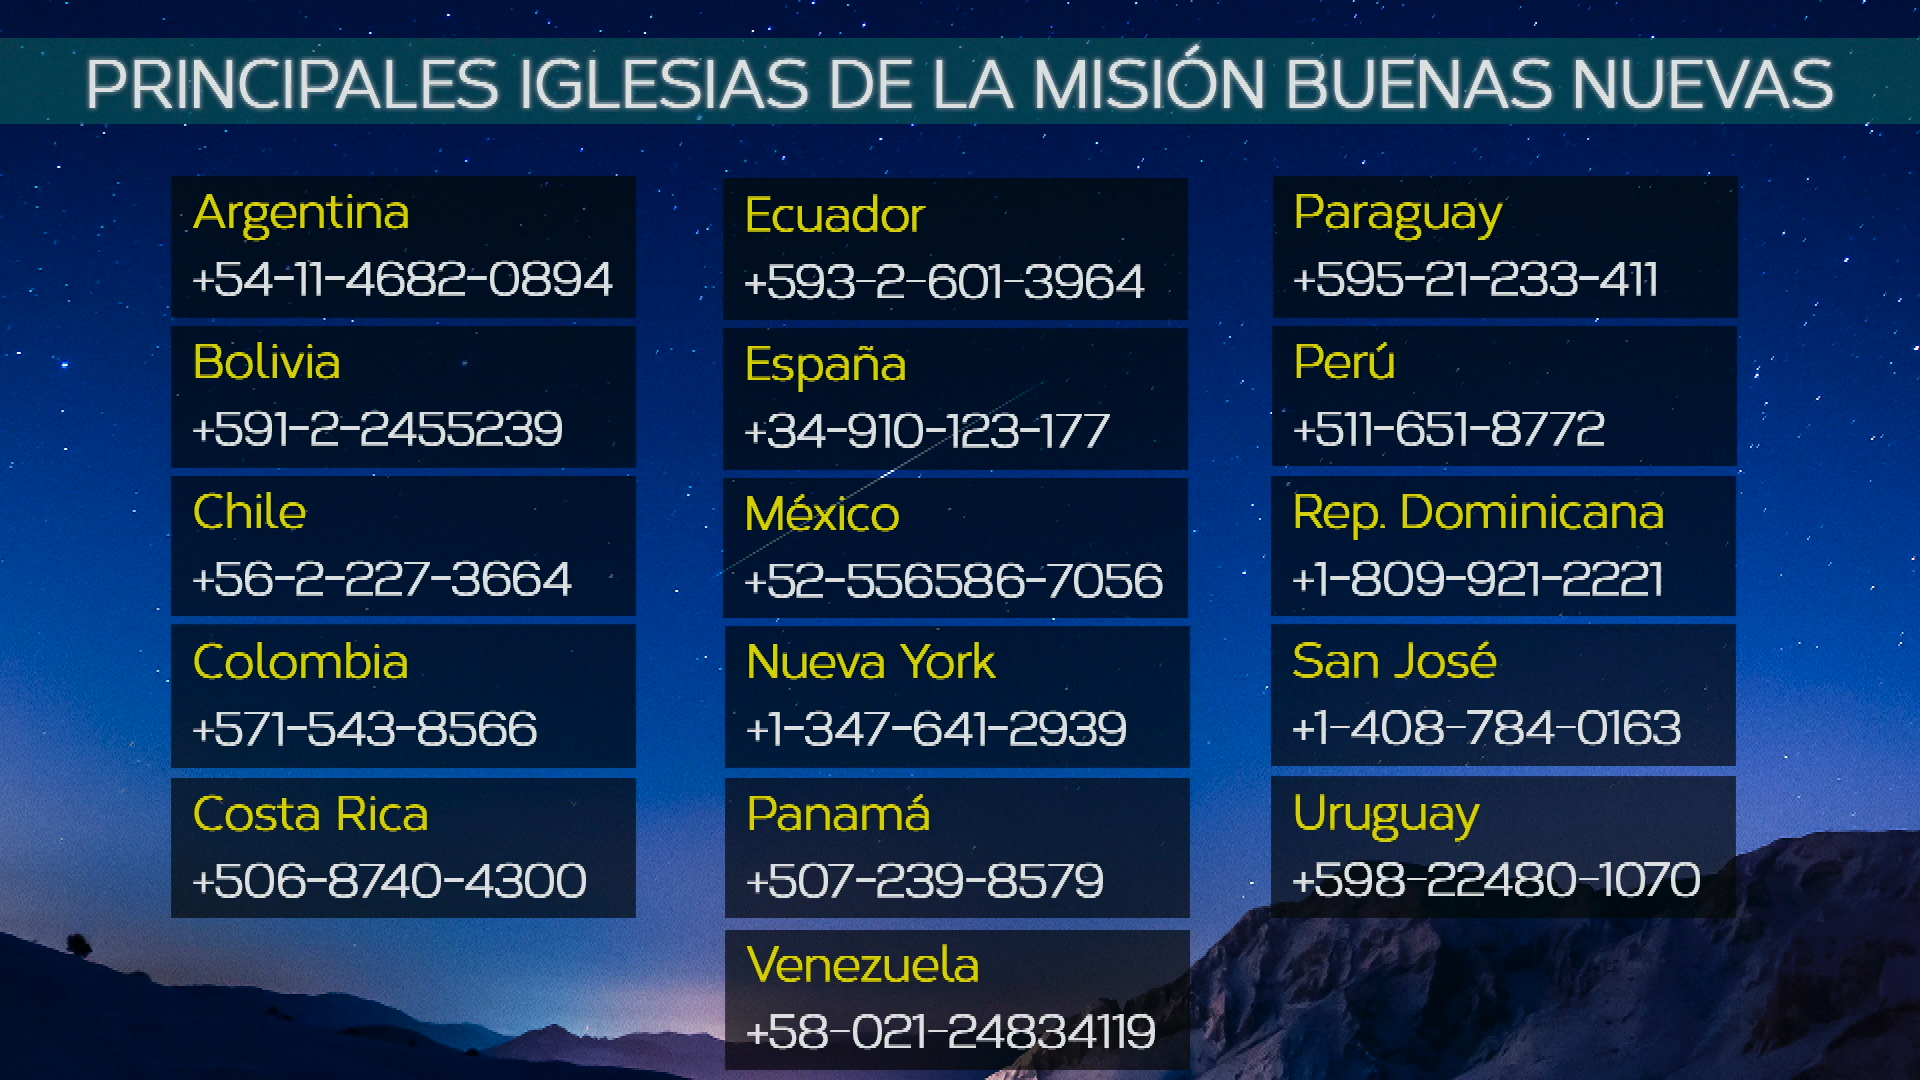 PRINCIPALES IGLESIAS DE LA MISIÓN BUENAS NUEVAS
Argentina
+54-11-4682-0894
Bolivia
+591-2-2455239
Chile
+56-2-227-3664
Colombia
+571-543-8566
Costa Rica
+506-8740-4300
Ecuador
+593-2-601-3964
España
+34-910-123-177
México
+52-556586-7056
Nueva York
+1-347-641-2939
Panamá
+507-239-8579
Venezuela
+58-021-24834119
Paraguay
+595-21-233-411
Perú
+511-651-8772
Rep. Dominicana
+1-809-921-2221
San José
+1-408-784-0163
Uruguay
+598-22480-1070